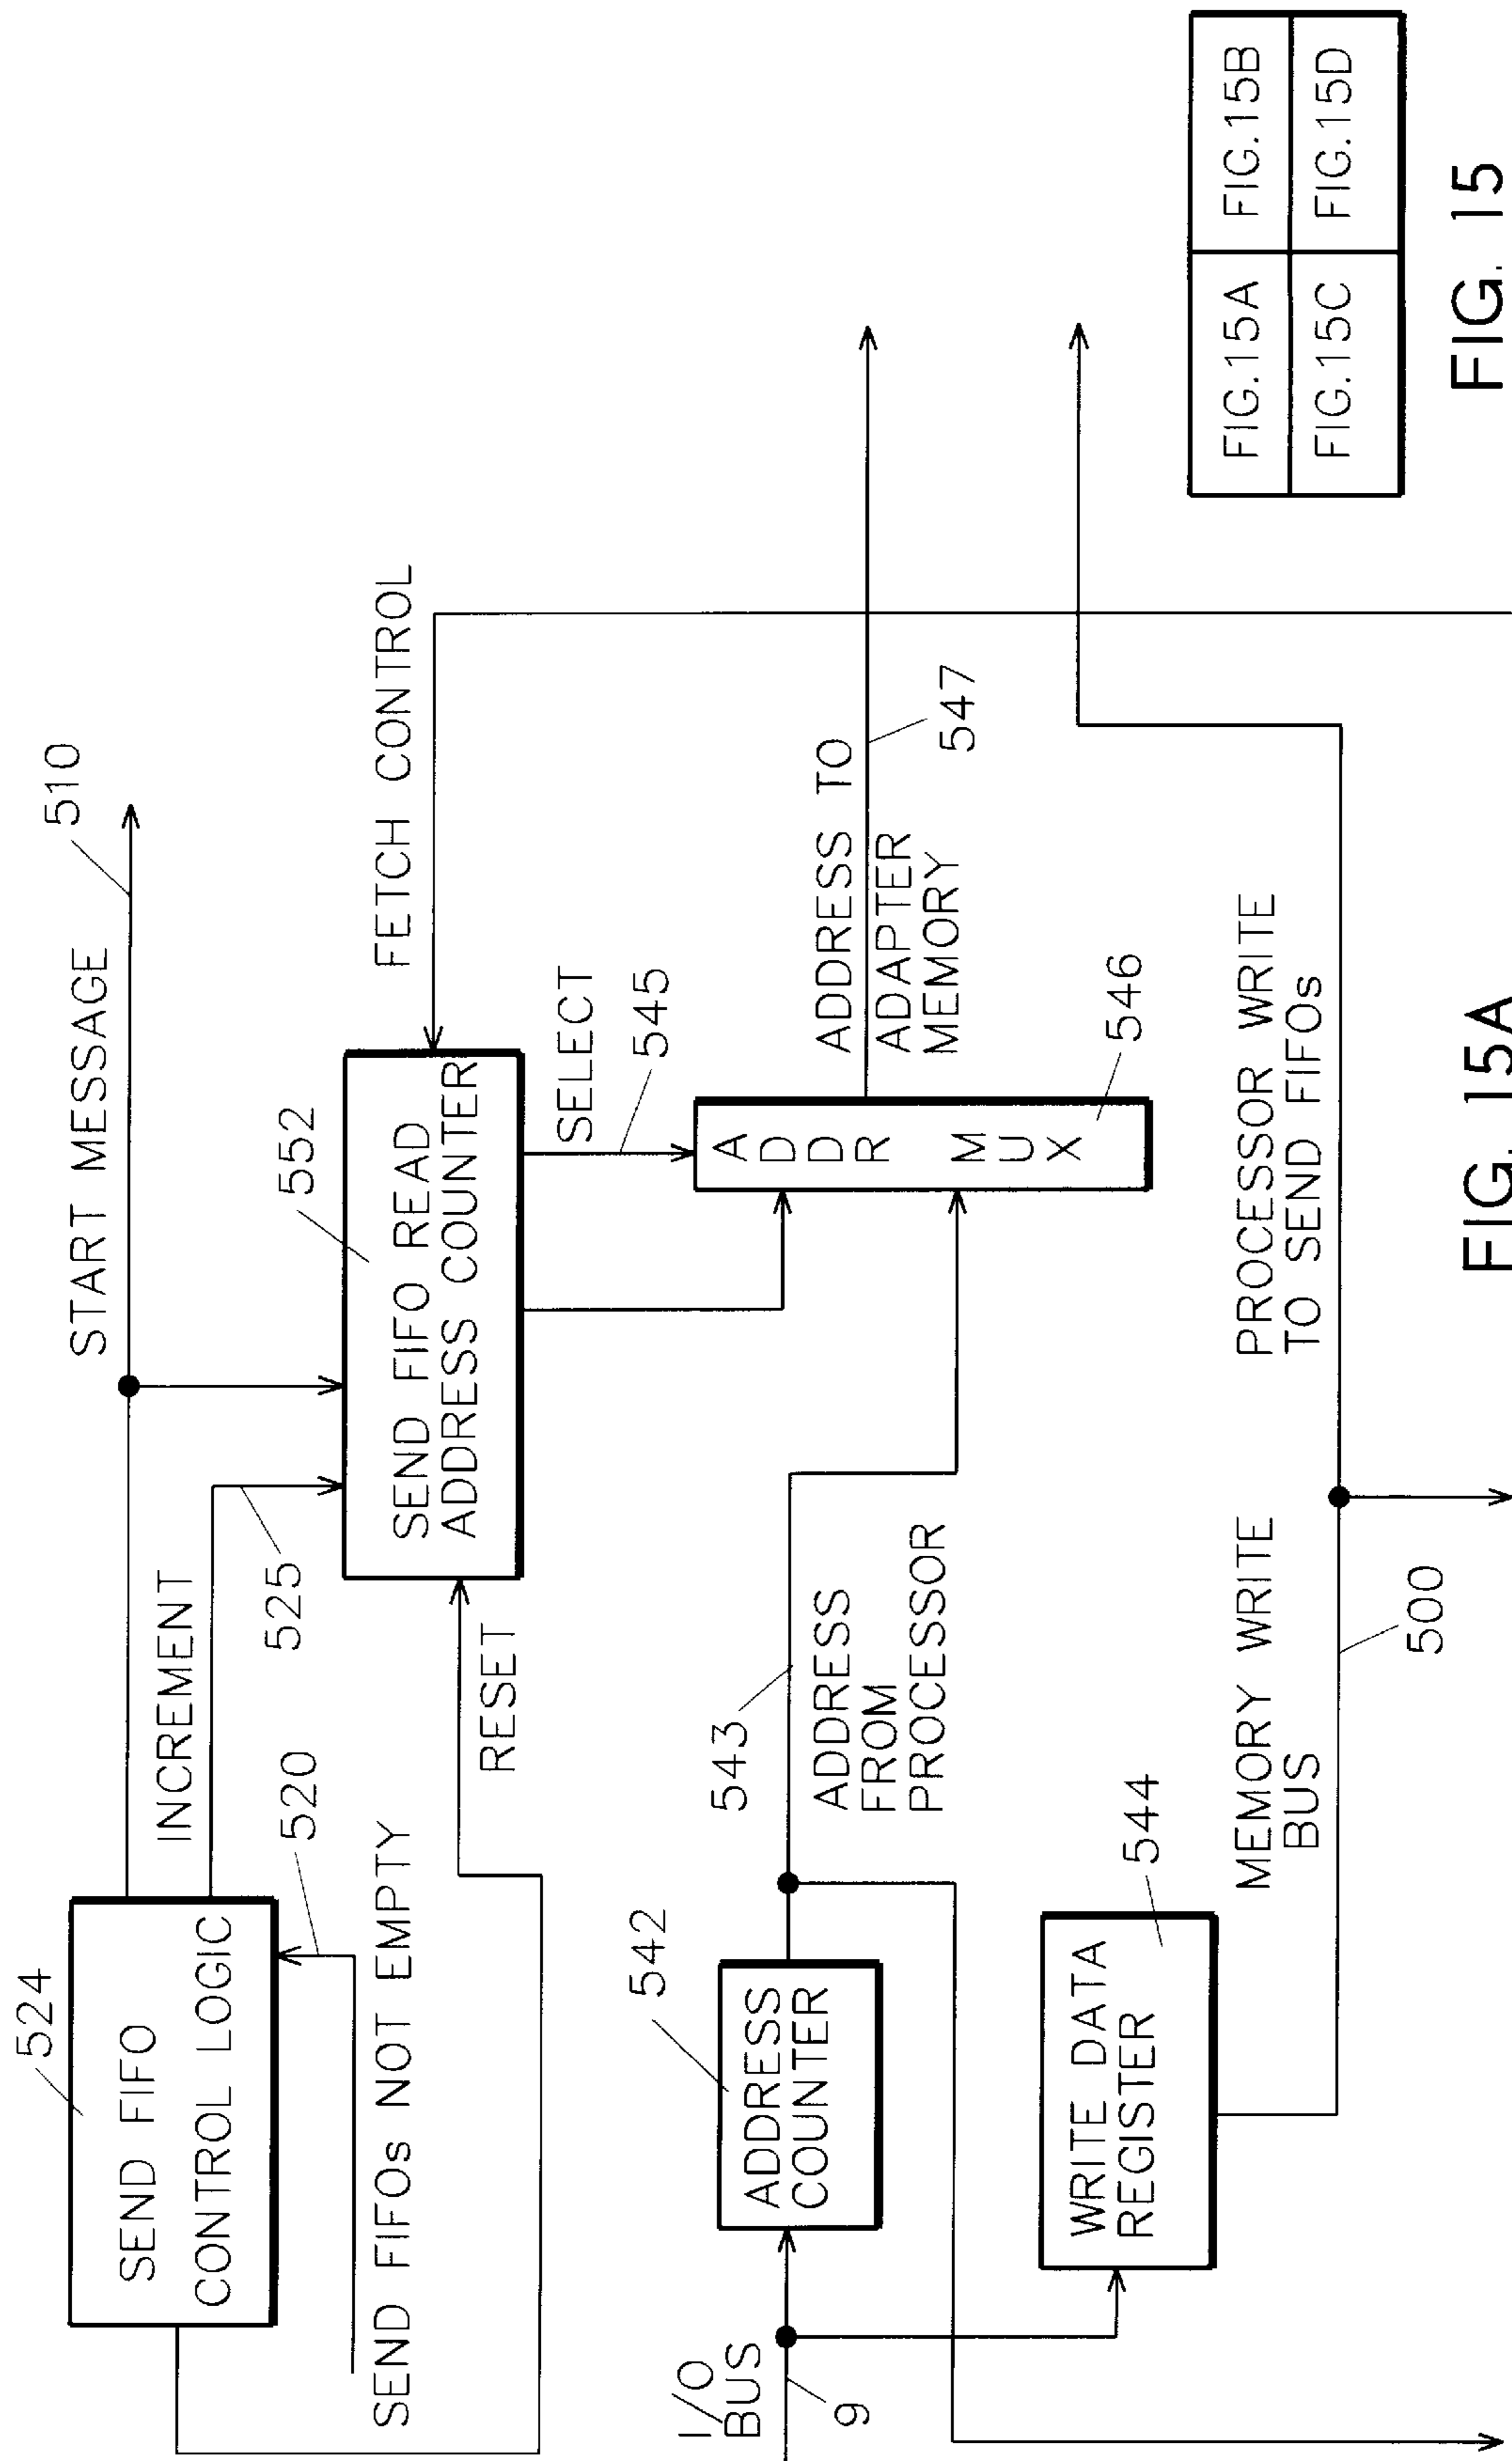 524
SEND FIFO
CONTROL LOGIC
START MESSAGE
510
INCREMENT
525
520
SEND FIFOs NOT EMPTY
RESET
552
SEND FIFO READ
ADDRESS COUNTER
FETCH CONTROL
SELECT
545
I/O
BUS
9
542
ADDRESS
COUNTER
543
ADDRESS
FROM
PROCESSOR
ADDR MUX
546
ADDRESS TO
ADAPTER
MEMORY
547
544
WRITE DATA
REGISTER
MEMORY WRITE
BUS
500
PROCESSOR WRITE
TO SEND FIFOs
FIG.15A
FIG.15B
FIG.15C
FIG.15D
FIG. 15
FIG. 15A